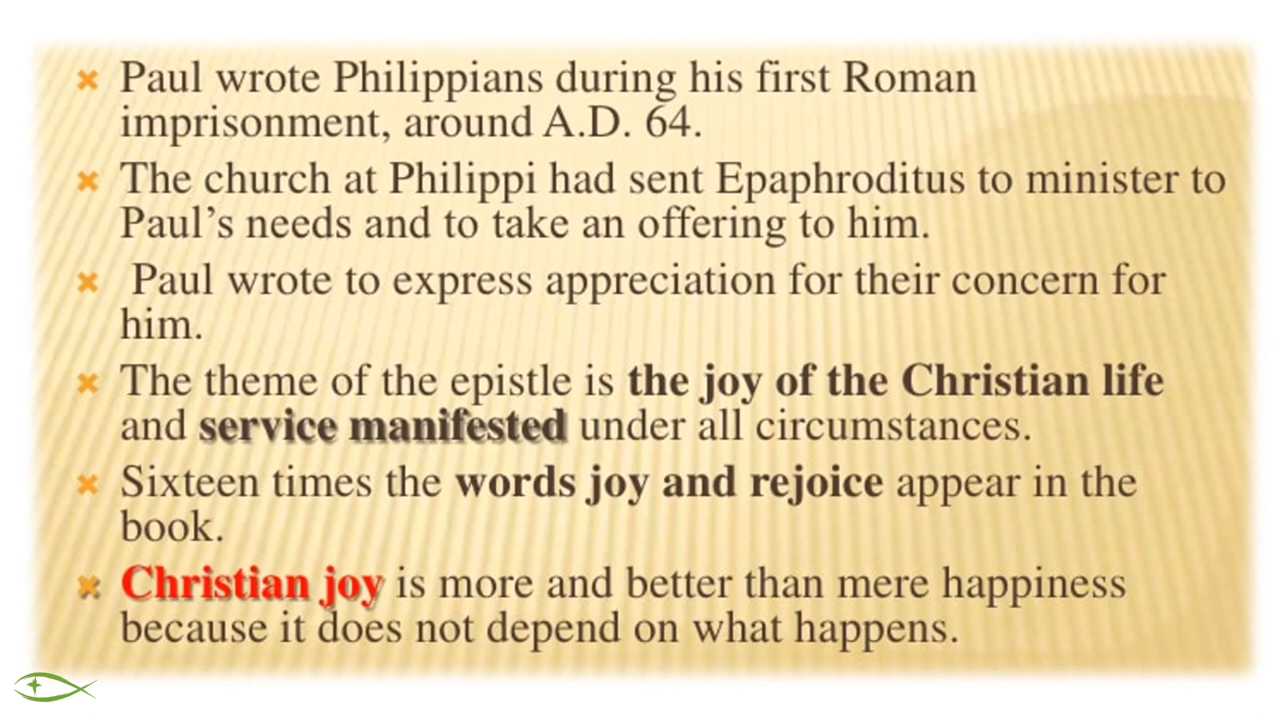 Paul wrote Philippians during his first Roman
imprisonment, around A.D. 64.
The church at Philippi had sent Epaphroditus to minister to
Paul’s needs and to take an offering to him.
Paul wrote to express appreciation for their concern for
him.
The theme of the epistle is the joy of the Christian life
and service manifested under all circumstances.
Sixteen times the words joy and rejoice appear in the
book.
Christian joy is more and better than mere happiness
because it does not depend on what happens.